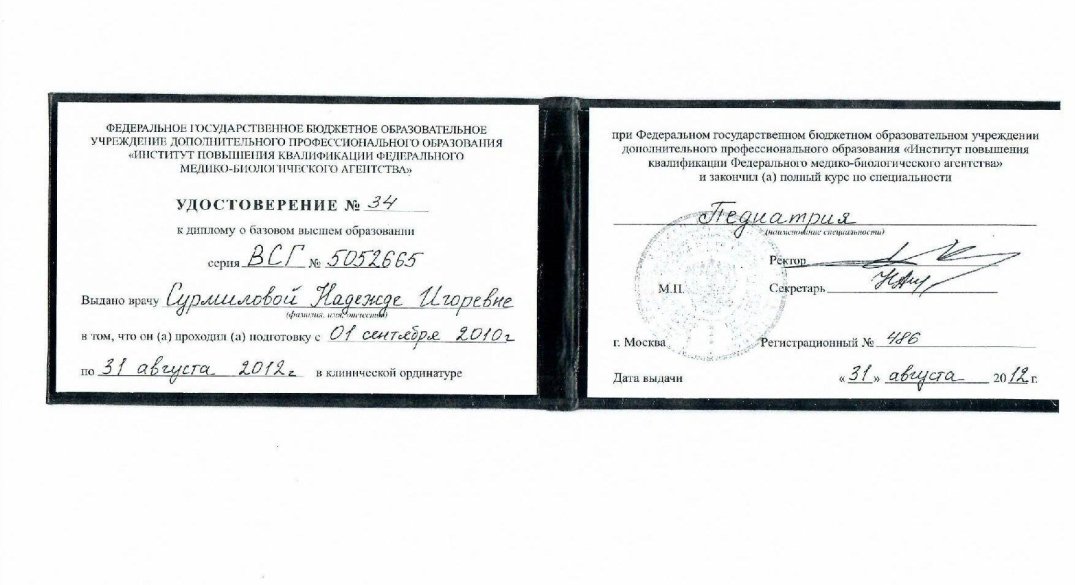 ФЕДЕРАЛЬНОЕ ГОСУДАРСТВЕННОЕ БЮДЖЕТНОЕ ОБРАЗОВАТЕЛЬНОЕ
УЧРЕЖДЕНИЕ ДОПОЛНИТЕЛЬНОГО ПРОФЕССИОНАЛЬНОГО ОБРАЗОВАНИЯ
«ИНСТИТУТ ПОВЫШЕНИЯ КВАЛИФИКАЦИИ ФЕДЕРАЛЬНОГО
МЕДИКО-БИОЛОГИЧЕСКОГО АГЕНТСТВА»
УДОСТОВЕРЕНИЕ № 34
к диплому о базовом высшем образовании
серия ВСГ № 5052665
Выдано врачу Сурмиловой Надежде Игоревне
(фамилия, имя, отчество)
в том, что он (а) проходил (а) подготовку с 01 сентября 2010 г
по 31 августа 2012 г. в клинической ординатуре
при Федеральном государственном бюджетном образовательном учреждении
дополнительного профессионального образования «Институт повышения
квалификации Федерального медико-биологического агентства»
и закончил (а) полный курс по специальности
Педиатрия
(наименование специальности)
Ректор
М.П. Секретарь
г. Москва Регистрационный № 486
Дата выдачи «31» августа 2012 г.